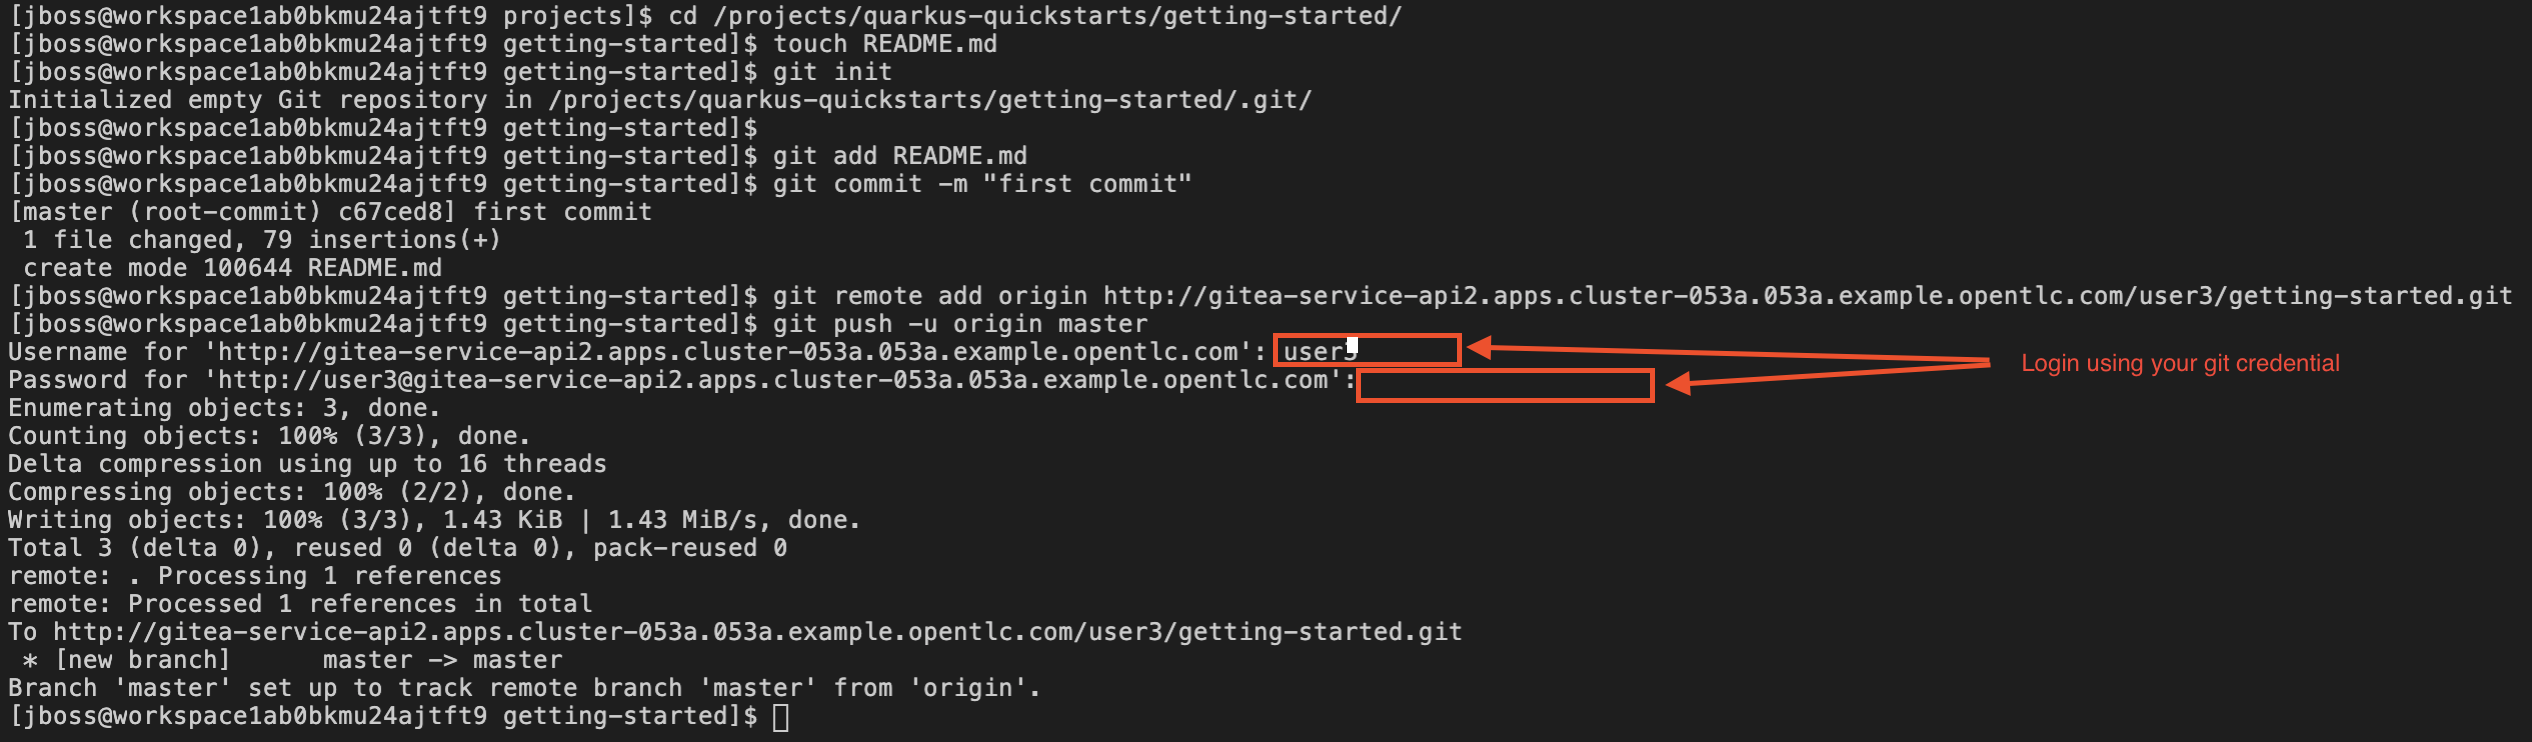 [jboss@workspace1ab0bkmu24ajtft9 projects]$ cd /projects/quarkus-quickstarts/getting-started/
[jboss@workspace1ab0bkmu24ajtft9 getting-started]$ touch README.md
[jboss@workspace1ab0bkmu24ajtft9 getting-started]$ git init
Initialized empty Git repository in /projects/quarkus-quickstarts/getting-started/.git/
[jboss@workspace1ab0bkmu24ajtft9 getting-started]$
[jboss@workspace1ab0bkmu24ajtft9 getting-started]$ git add README.md
[jboss@workspace1ab0bkmu24ajtft9 getting-started]$ git commit -m "first commit"
[master (root-commit) c67ced8] first commit
 1 file changed, 79 insertions(+)
 create mode 100644 README.md
[jboss@workspace1ab0bkmu24ajtft9 getting-started]$ git remote add origin http://gitea-service-api2.apps.cluster-053a.053a.example.opentlc.com/user3/getting-started.git
[jboss@workspace1ab0bkmu24ajtft9 getting-started]$ git push -u origin master
Username for 'http://gitea-service-api2.apps.cluster-053a.053a.example.opentlc.com': user3
Login using your git credential
Password for 'http://user3@gitea-service-api2.apps.cluster-053a.053a.example.opentlc.com':
Enumerating objects: 3, done.
Counting objects: 100% (3/3), done.
Delta compression using up to 16 threads
Compressing objects: 100% (2/2), done.
Writing objects: 100% (3/3), 1.43 KiB | 1.43 MiB/s, done.
Total 3 (delta 0), reused 0 (delta 0), pack-reused 0
remote: . Processing 1 references
remote: Processed 1 references in total
To http://gitea-service-api2.apps.cluster-053a.053a.example.opentlc.com/user3/getting-started.git
 * [new branch]      master -> master
Branch 'master' set up to track remote branch 'master' from 'origin'.
[jboss@workspace1ab0bkmu24ajtft9 getting-started]$